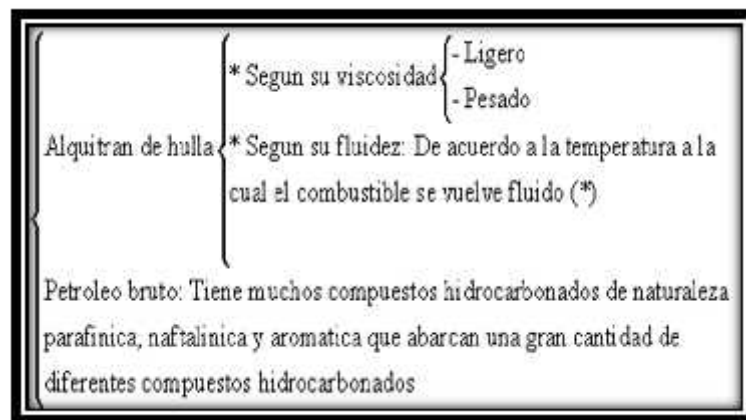 * Segun su viscosidad
- Ligero
- Pesado
Alquitran de hulla
* Segun su fluidez: De acuerdo a la temperatura a la
cual el combustible se vuelve fluido (*)
Petroleo bruto: Tiene muchos compuestos hidrocarbonados de naturaleza
parafinica, naftalinica y aromatica que abarcan una gran cantidad de
diferentes compuestos hidrocarbonados